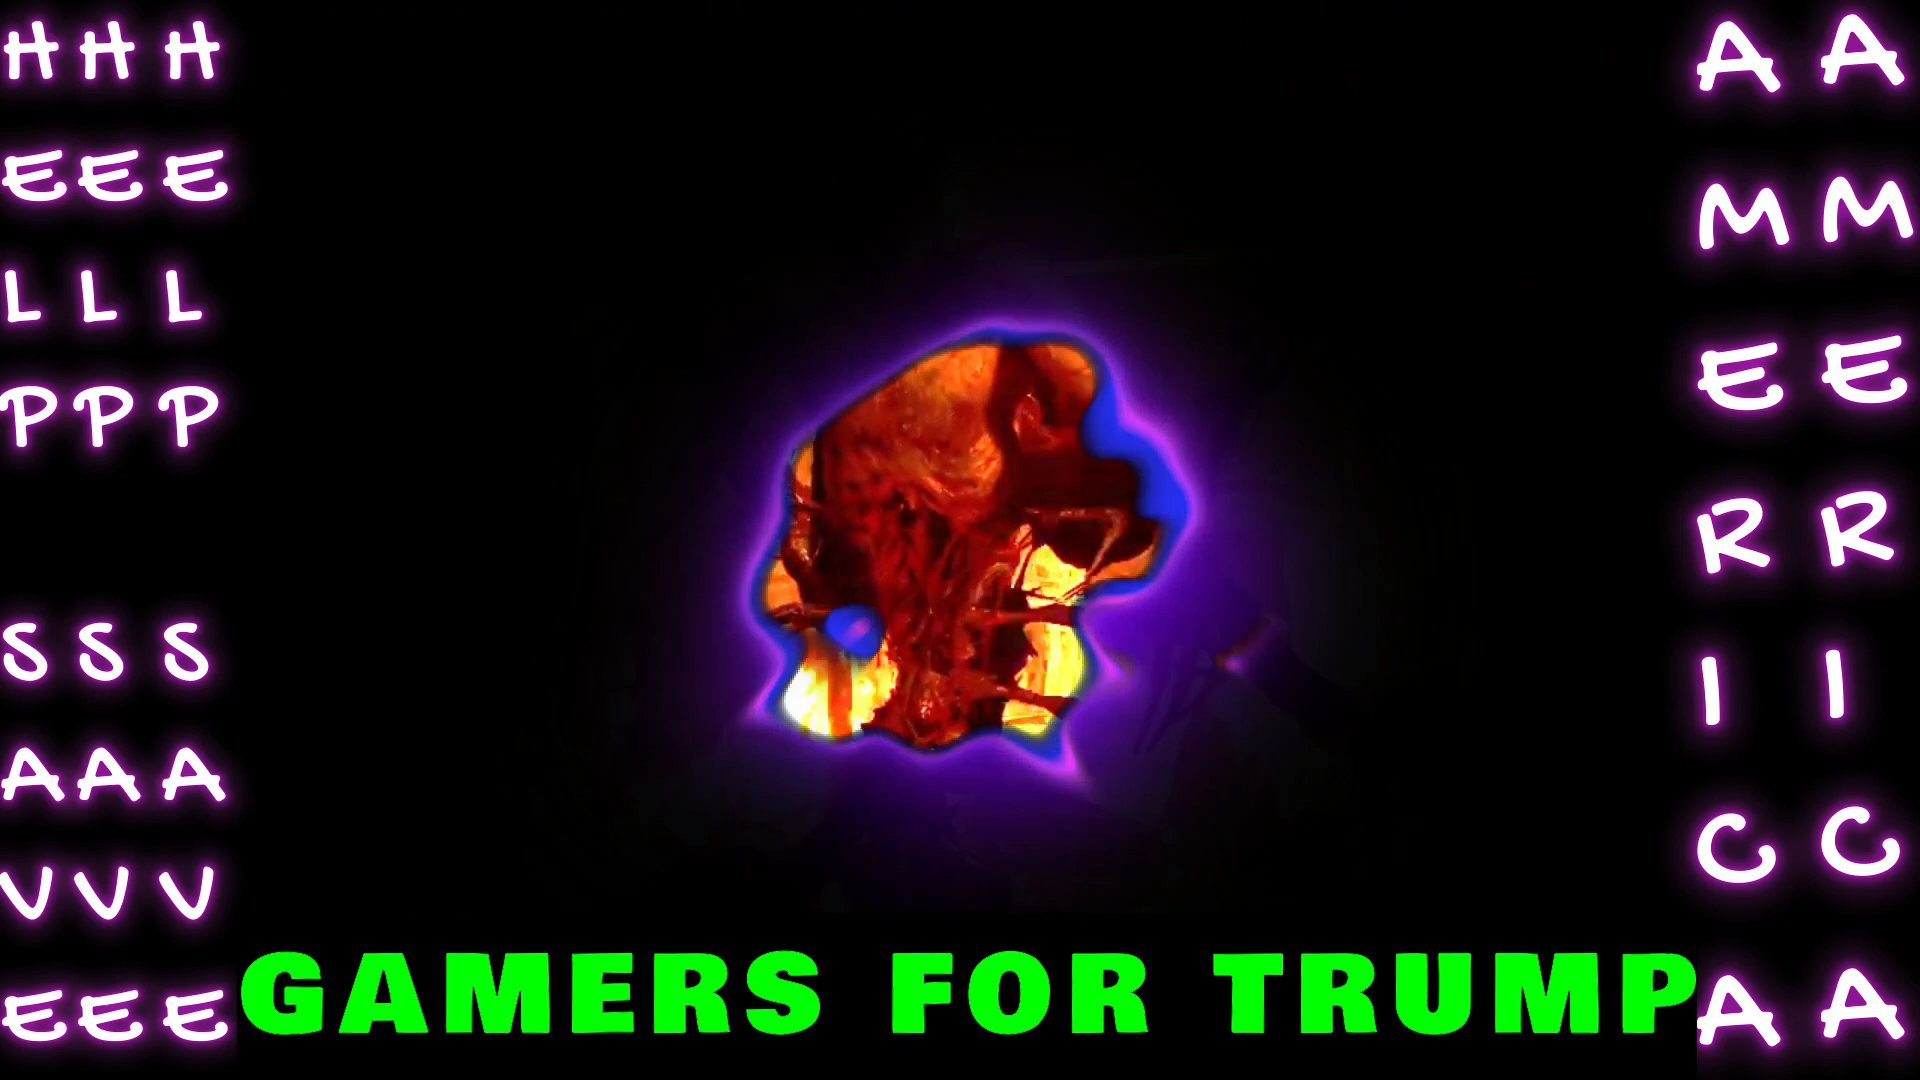 HHH
EEE
LLL
PPP
SSS
AAA
VVV
EEE
GAMERS FOR TRUMP
AA
MM
EE
RR
II
CC
AA